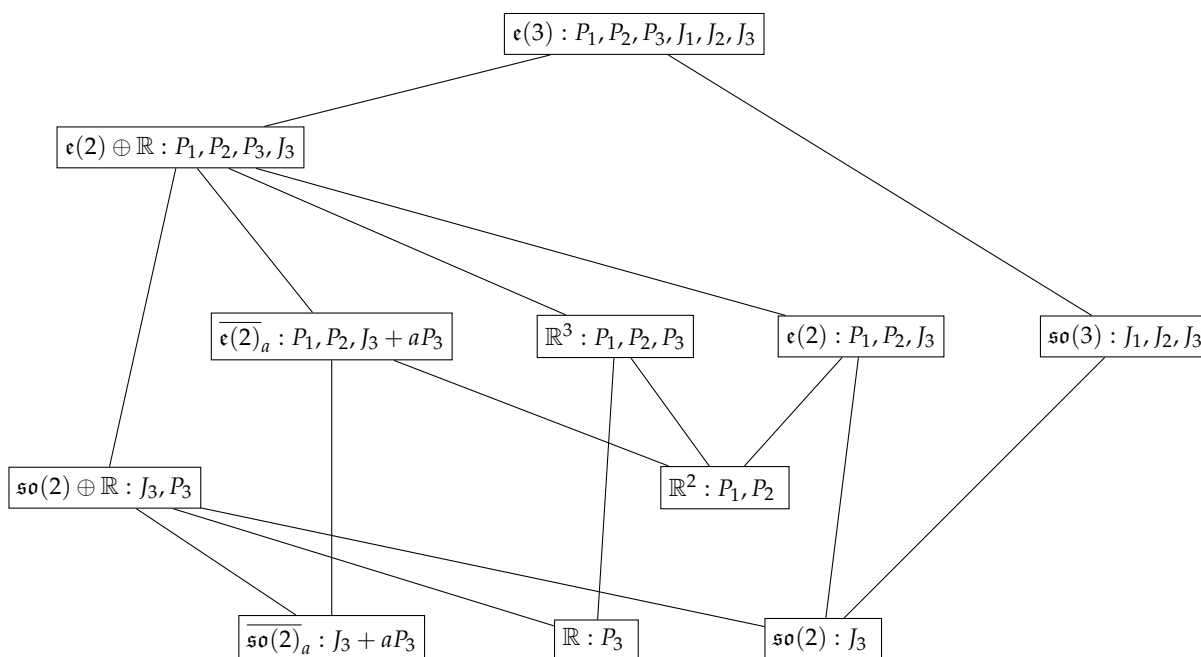 𝔢(3) : P₁, P₂, P₃, J₁, J₂, J₃
𝔢(2) ⊕ ℝ : P₁, P₂, P₃, J₃
\overline{𝔢(2)}ₐ : P₁, P₂, J₃ + aP₃
ℝ³ : P₁, P₂, P₃
𝔢(2) : P₁, P₂, J₃
𝔰𝔬(3) : J₁, J₂, J₃
𝔰𝔬(2) ⊕ ℝ : J₃, P₃
ℝ² : P₁, P₂
\overline{𝔰𝔬(2)}ₐ : J₃ + aP₃
ℝ : P₃
𝔰𝔬(2) : J₃